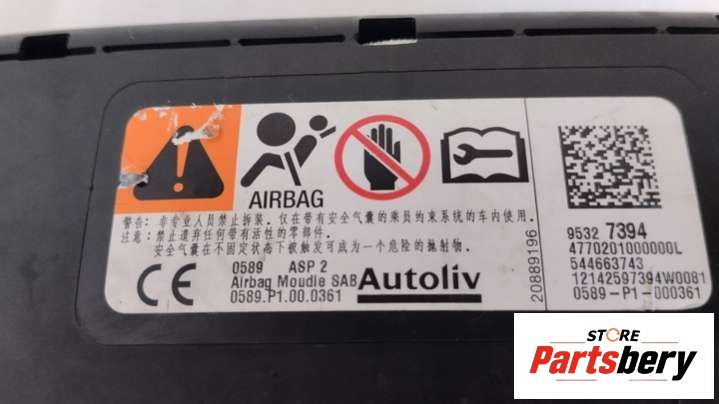 AIRBAG
警告: 非专业人员禁止拆装. 仅在带有安全气囊的乘员约束系统的车内使用.
注意: 禁止遗弃任何带有活性的零部件.
安全气囊在不固定状态下被触发可成为一个危险的抛射物.
CE
0589 ASP 2
Airbag Moudle SAB
0589.P1.00.0361
Autoliv
20889196
9532 7394
4770201000000L
544663743
12142597394W0081
0589-P1-000361
STORE
Partsbery